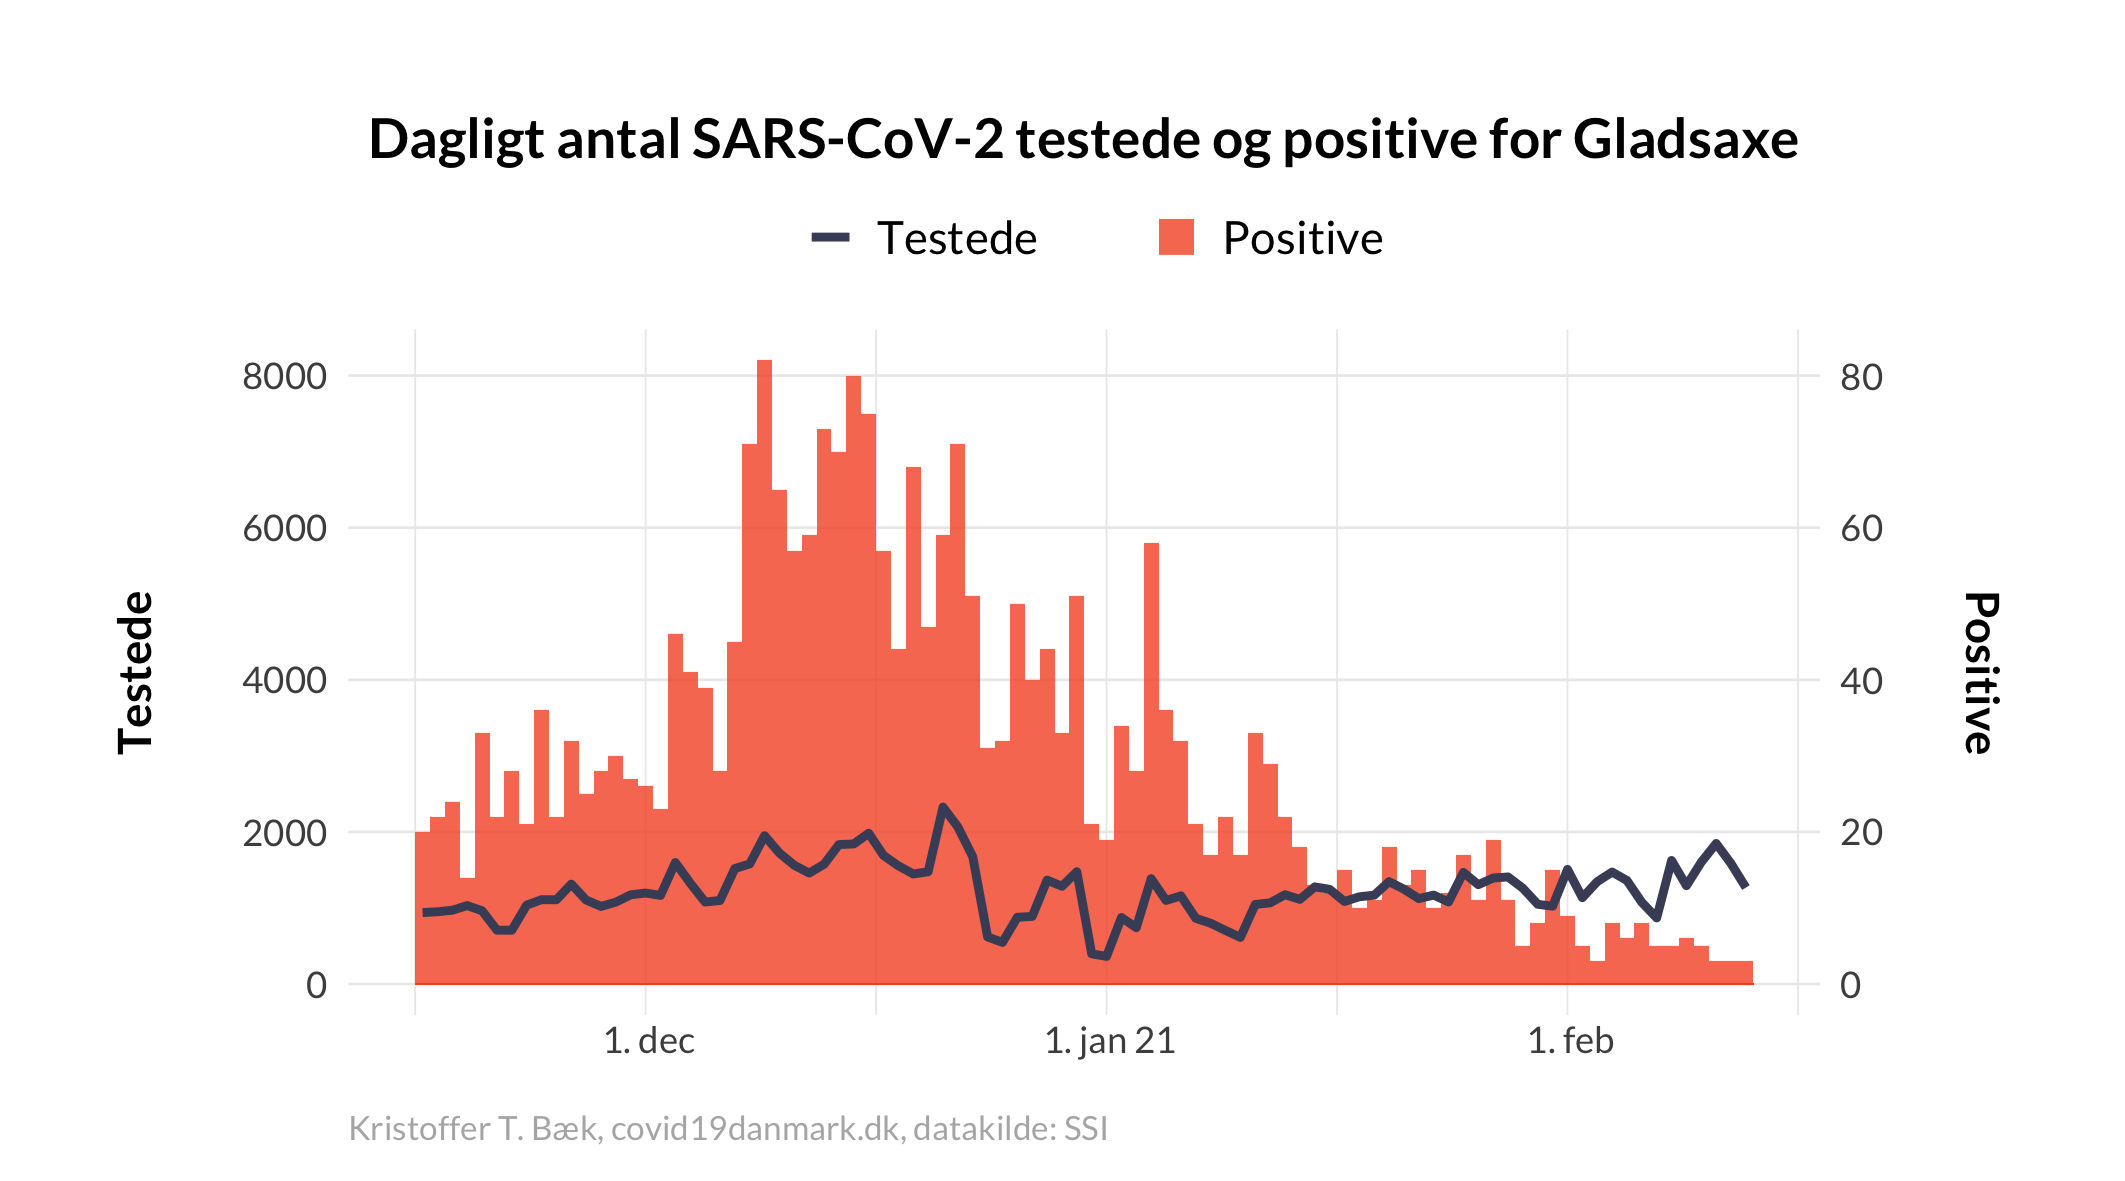 Dagligt antal SARS-CoV-2 testede og positive for Gladsaxe
Testede
Positive
8000
6000
4000
2000
0
80
60
40
20
0
Testede
Positive
1. dec
1. jan 21
1. feb
Kristoffer T. Bæk, covid19danmark.dk, datakilde: SSI